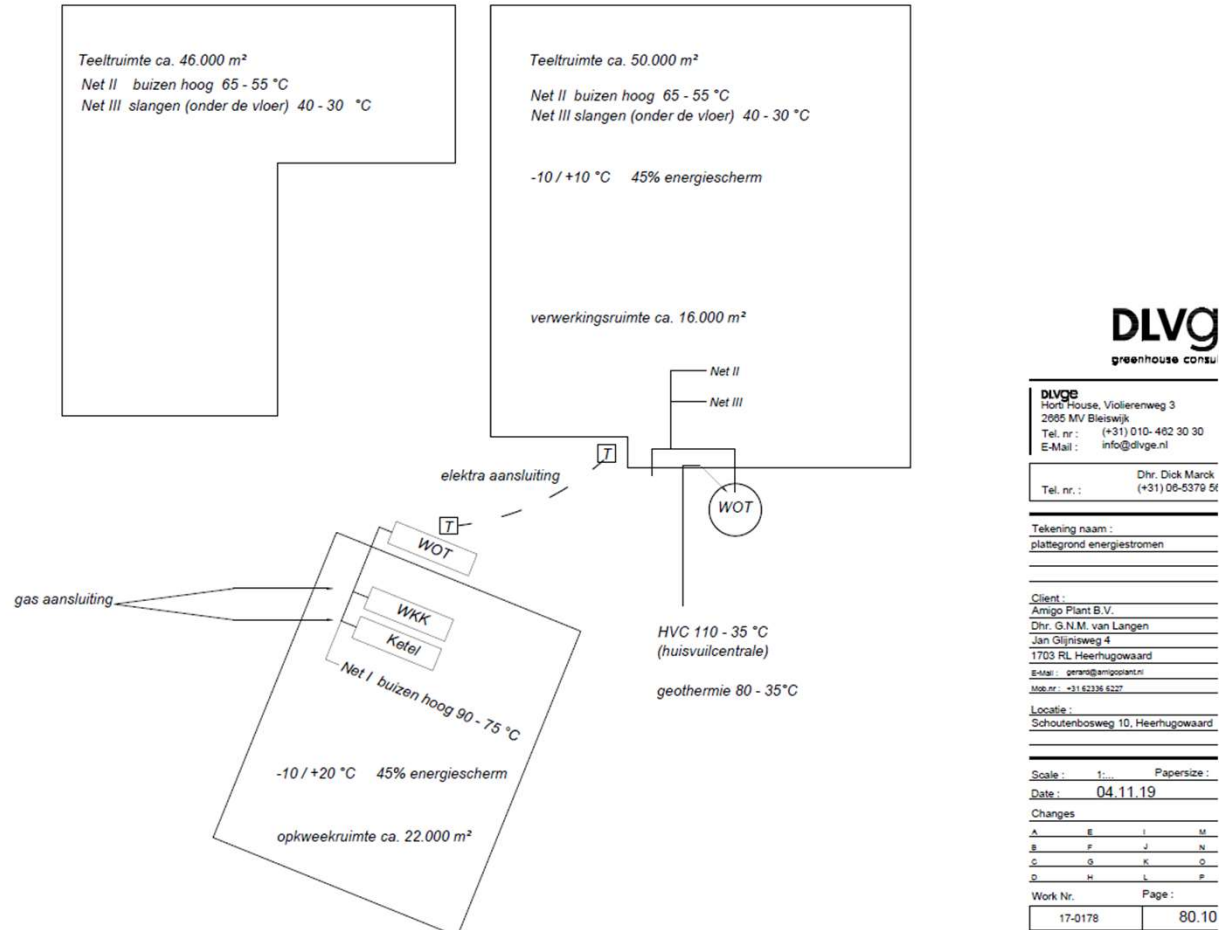 Teeltruimte ca. 46.000 m²
Net II buizen hoog 65 - 55 °C
Net III slangen (onder de vloer) 40 - 30 °C
Teeltruimte ca. 50.000 m²
Net II buizen hoog 65 - 55 °C
Net III slangen (onder de vloer) 40 - 30 °C
-10 / +10 °C 45% energiescherm
verwerkingsruimte ca. 16.000 m²
Net II
Net III
T
elektra aansluiting
WOT
T
WOT
gas aansluiting
WKK
Ketel
Net I buizen hoog 90 - 75 °C
HVC 110 - 35 °C
(huisvuilcentrale)
geothermie 80 - 35°C
-10 / +20 °C 45% energiescherm
opkweekruimte ca. 22.000 m²
DLVg
greenhouse consul
DLVge
Horti House, Violierenweg 3
2665 MV Bleiswijk
Tel. nr : (+31) 010- 462 30 30
E-Mail : info@dlvge.nl
Dhr. Dick Marck
Tel. nr. : (+31) 06-5379 56
Tekening naam :
plattegrond energiestromen
Client :
Amigo Plant B.V.
Dhr. G.N.M. van Langen
Jan Glijnisweg 4
1703 RL Heerhugowaard
E-Mail : gerard@amigoplant.nl
Mob.nr : +31 62336 6227
Locatie :
Schoutenbosweg 10, Heerhugowaard
Scale : 1:... Papersize :
Date : 04.11.19
Changes
A E I M
B F J N
C G K O
D H L P
Work Nr. Page :
17-0178 80.10